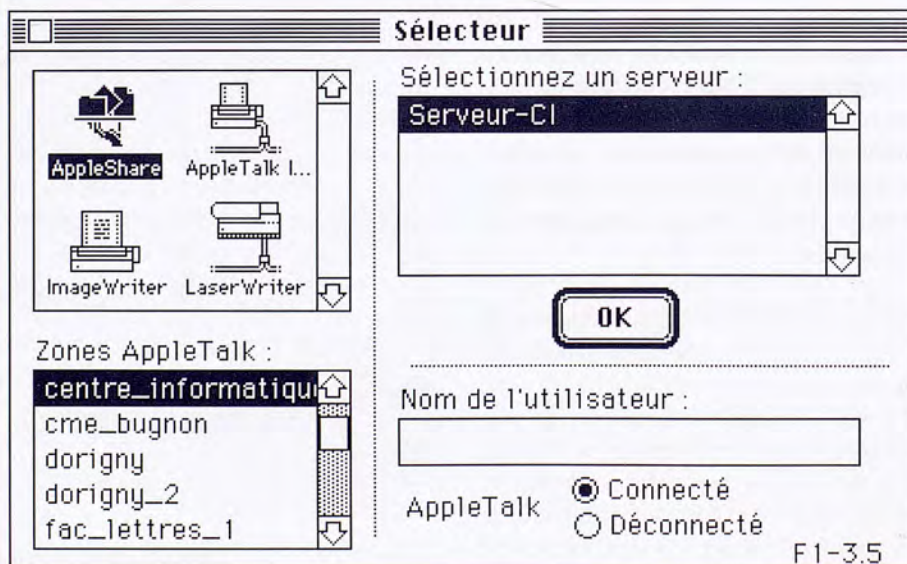 Sélecteur
AppleShare
AppleTalk I...
ImageWriter
LaserWriter
Zones AppleTalk :
centre_informatiqu
cme_bugnon
dorigny
dorigny_2
fac_lettres_1
Sélectionnez un serveur :
Serveur-CI
OK
Nom de l'utilisateur :
AppleTalk
Connecté
Déconnecté
F1-3.5